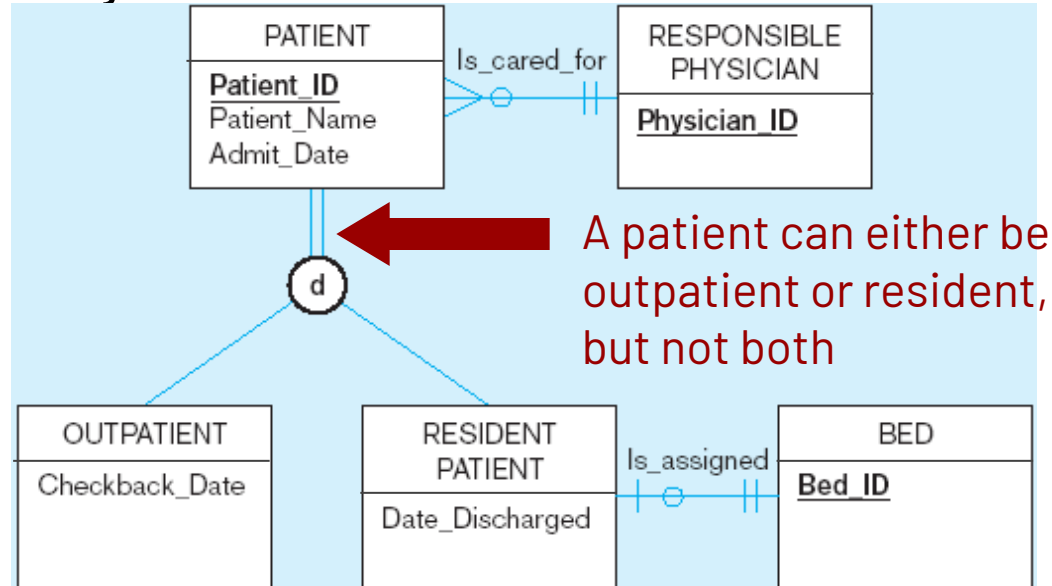 PATIENT
Patient_ID
Patient_Name
Admit_Date
Is_cared_for
RESPONSIBLE
PHYSICIAN
Physician_ID
d
A patient can either be
outpatient or resident,
but not both
OUTPATIENT
Checkback_Date
RESIDENT
PATIENT
Date_Discharged
Is_assigned
BED
Bed_ID